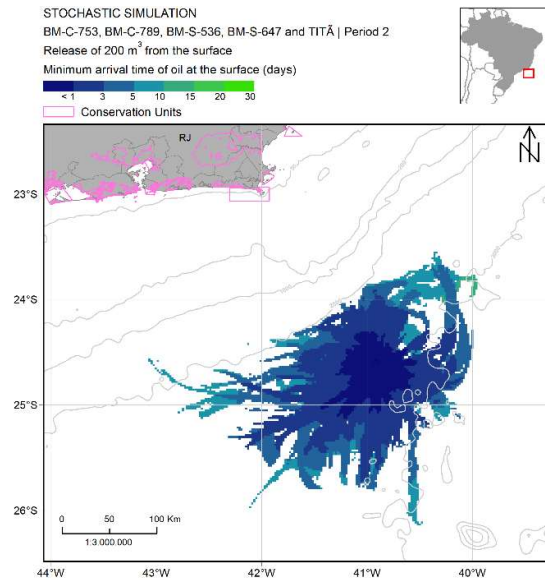 STOCHASTIC SIMULATION
BM-C-753, BM-C-789, BM-S-536, BM-S-647 and TITÃ | Period 2
Release of 200 m³ from the surface
Minimum arrival time of oil at the surface (days)
< 1 3 5 10 15 20 30
Conservation Units
RJ
N
23°S
24°S
25°S
26°S
0 50 100 Km
1:3.000.000
44°W 43°W 42°W 41°W 40°W